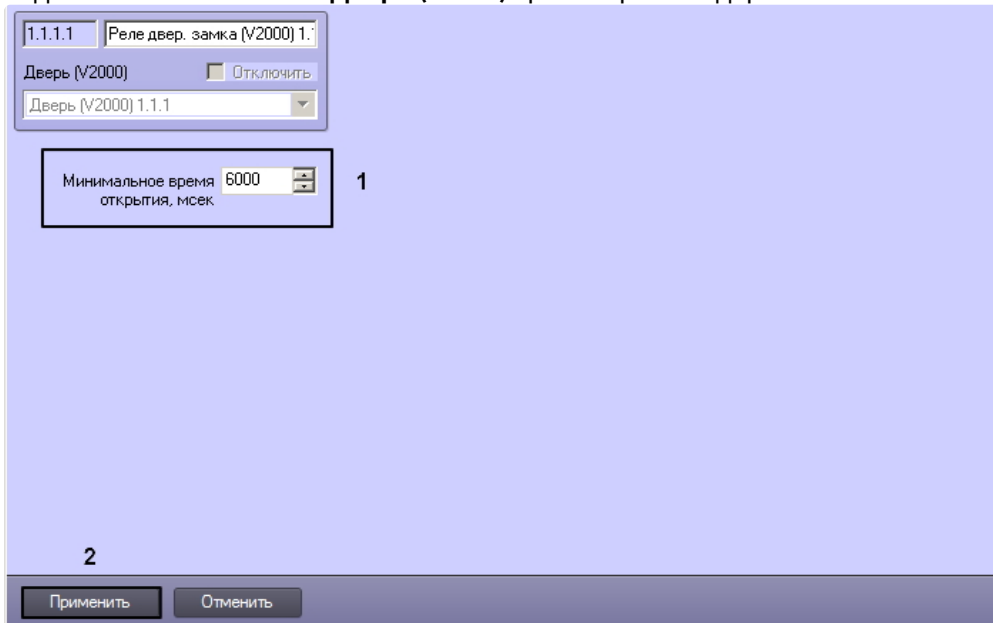 1.1.1.1 Реле двер. замка (V2000) 1.
Дверь (V2000) Отключить
Дверь (V2000) 1.1.1
Минимальное время 6000 1
открытия, мсек
2
Применить Отменить